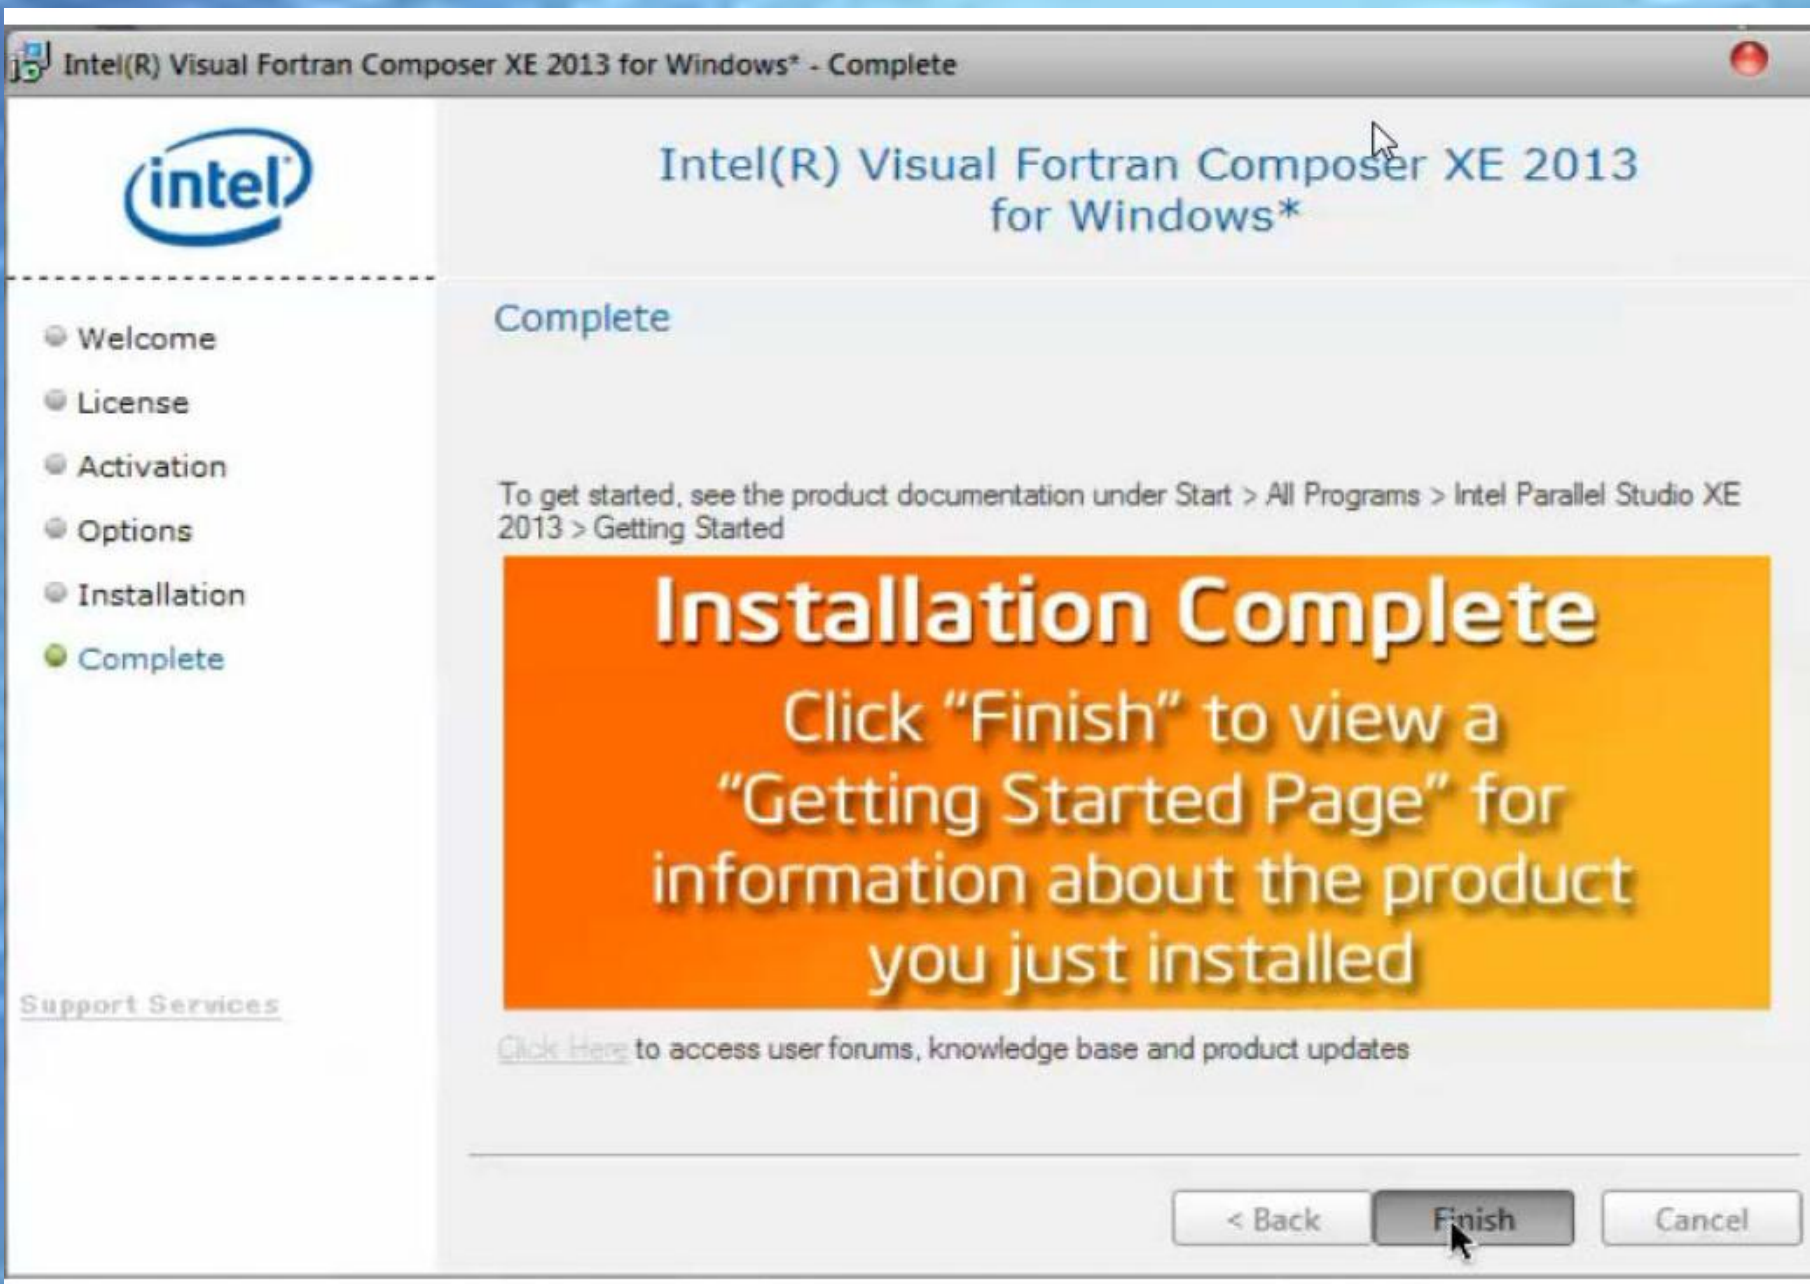 Intel(R) Visual Fortran Composer XE 2013 for Windows* - Complete
intel
Intel(R) Visual Fortran Composer XE 2013
for Windows*
Welcome
License
Activation
Options
Installation
Complete
Support Services
Complete
To get started, see the product documentation under Start > All Programs > Intel Parallel Studio XE
2013 > Getting Started
Installation Complete
Click "Finish" to view a
"Getting Started Page" for
information about the product
you just installed
Click Here to access user forums, knowledge base and product updates
< Back
Finish
Cancel